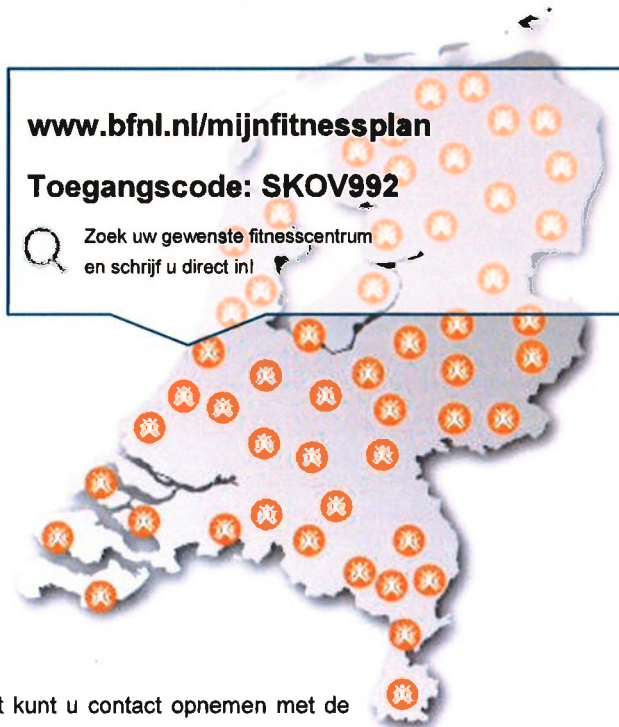 www.bfnl.nl/mijnfitnessplan
Toegangscode: SKOV992
Zoek uw gewenste fitnesscentrum
en schrijf u direct in!
t kunt u contact opnemen met de